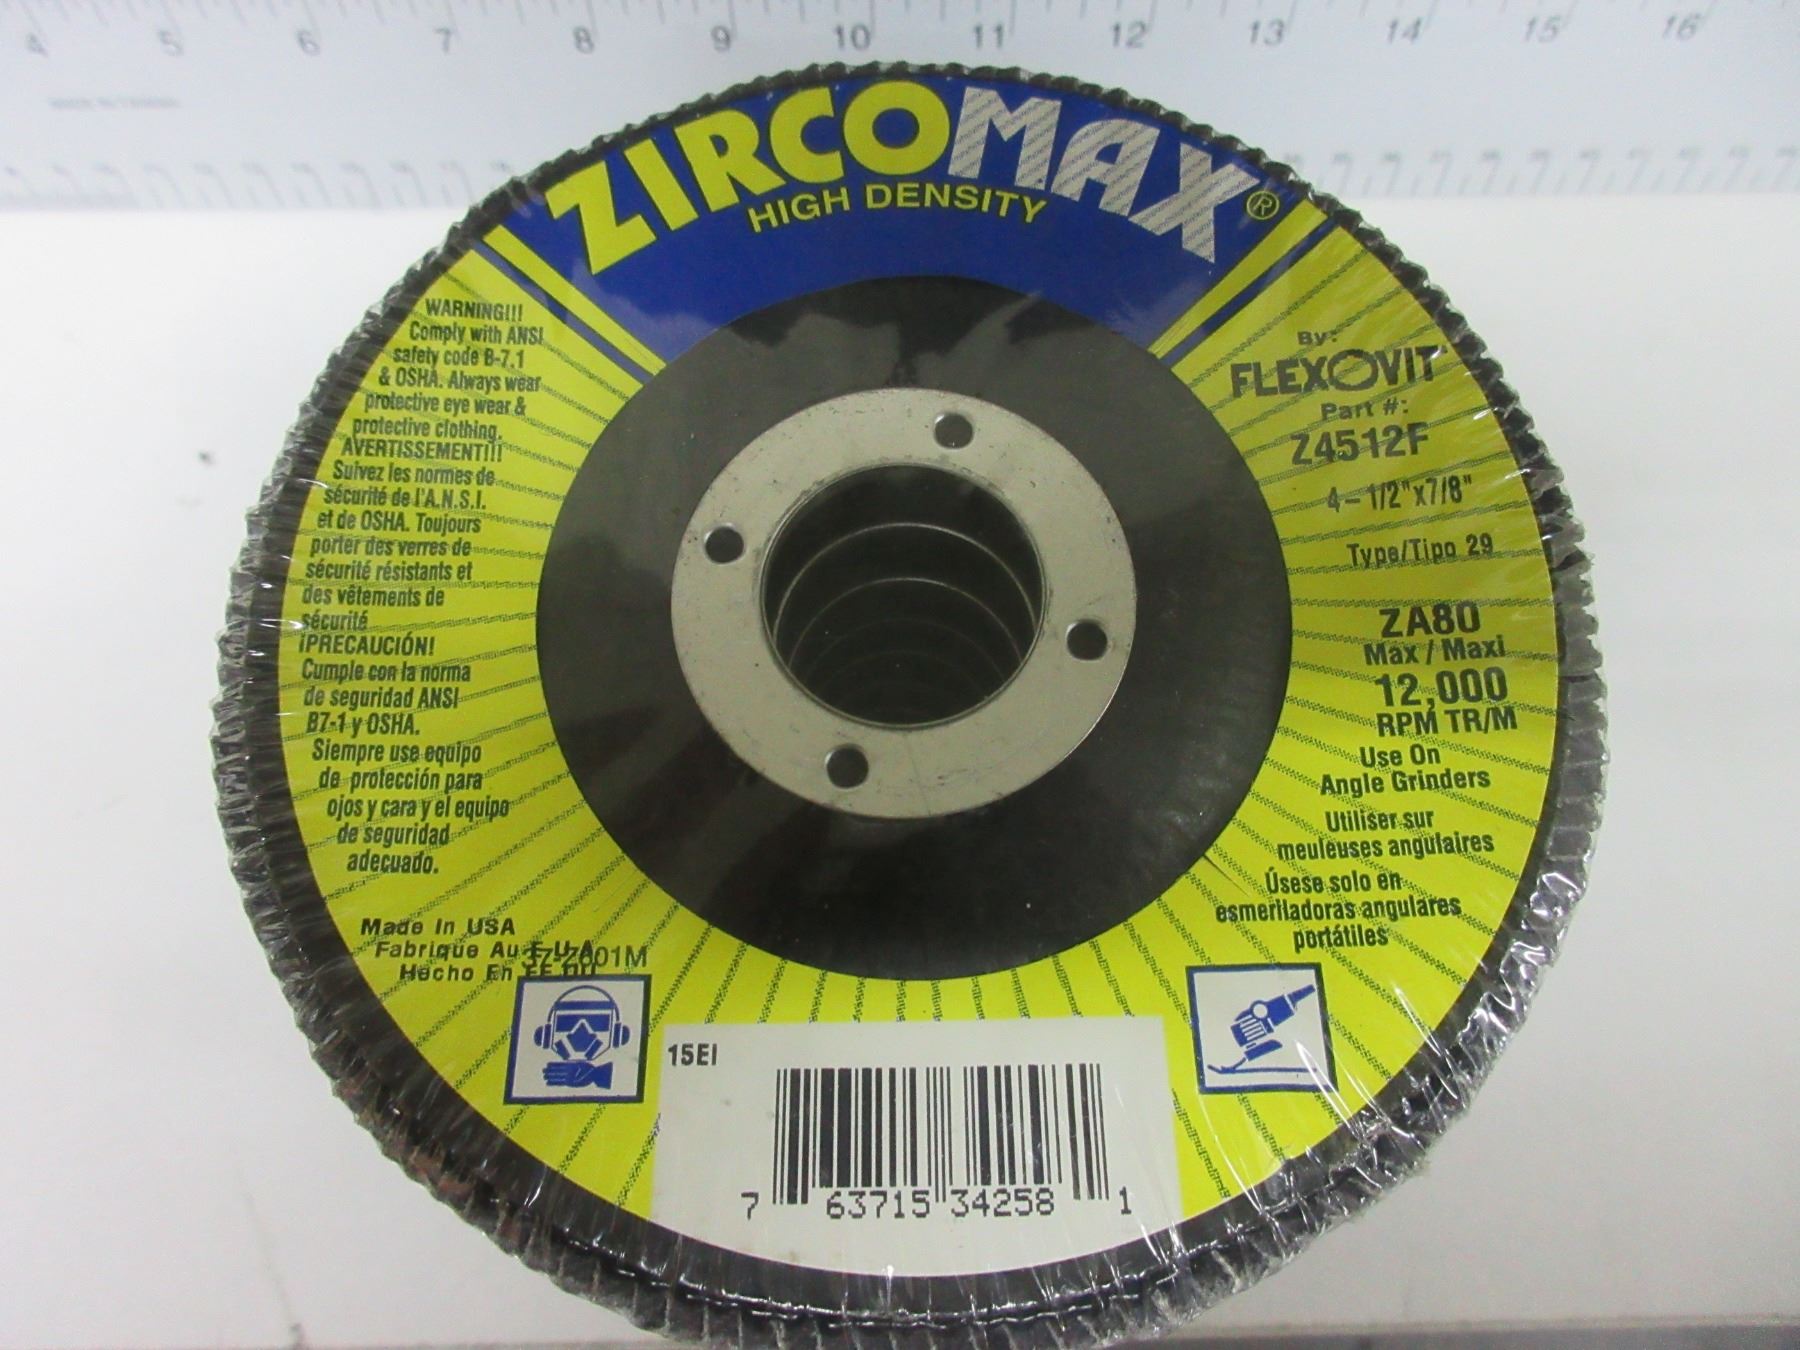 4 5 6 7 8 9 10 11 12 13 14 15 16
ZIRCOMAX®
HIGH DENSITY
WARNING!!!
Comply with ANSI
safety code B-7.1
& OSHA. Always wear
protective eye wear &
protective clothing.
AVERTISSEMENT!!!
Suivez les normes de
sécurité de l'A.N.S.I.
et de OSHA. Toujours
porter des verres de
sécurité résistants et
des vêtements de
sécurité
¡PRECAUCIÓN!
Cumple con la norma
de seguridad ANSI
B7-1 y OSHA.
Siempre use equipo
de protección para
ojos y cara y el equipo
de seguridad
adecuado.
Made In USA
Fabrique Au E.U.A.
Hecho En EE UU
By:
FLEXOVIT
Part #:
Z4512F
4-1/2"x7/8"
Type/Tipo 29
ZA80
Max / Maxi
12,000
RPM TR/M
Use On
Angle Grinders
Utiliser sur
meuleuses angulaires
Úsese solo en
esmeriladoras angulares
portátiles
15EI
7 63715 34258 1